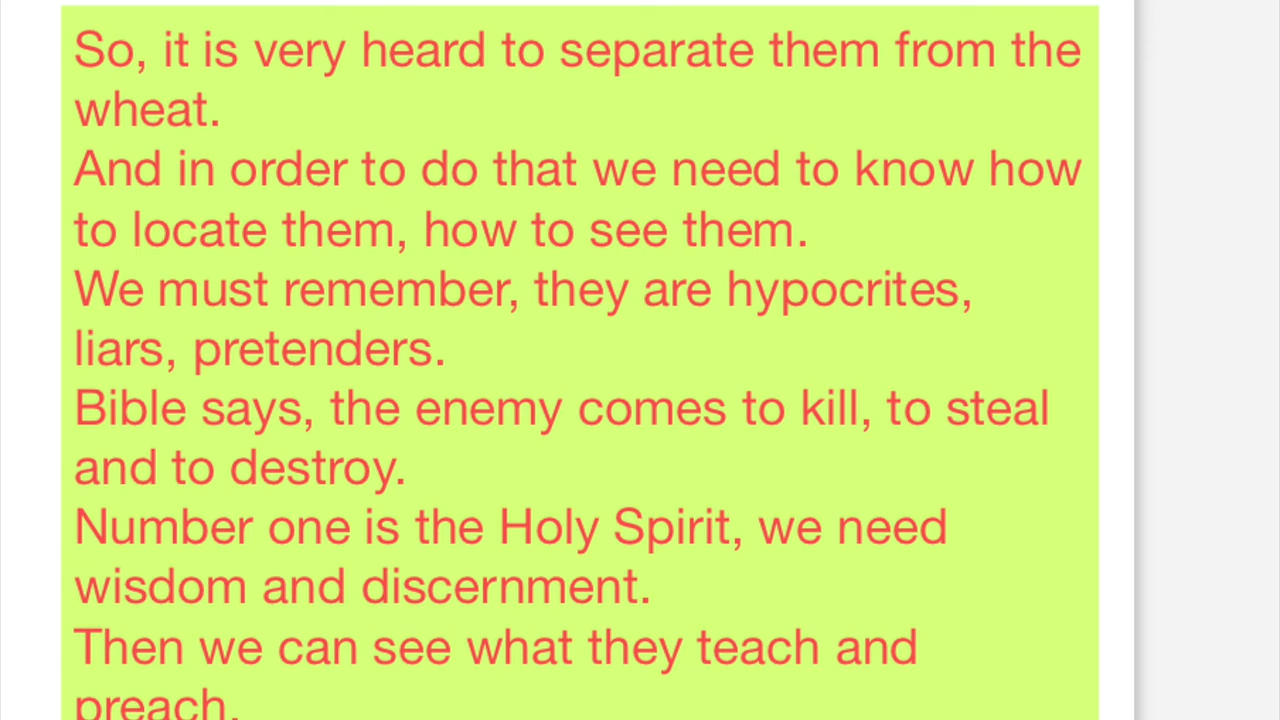 So, it is very heard to separate them from the
wheat.
And in order to do that we need to know how
to locate them, how to see them.
We must remember, they are hypocrites,
liars, pretenders.
Bible says, the enemy comes to kill, to steal
and to destroy.
Number one is the Holy Spirit, we need
wisdom and discernment.
Then we can see what they teach and
preach.